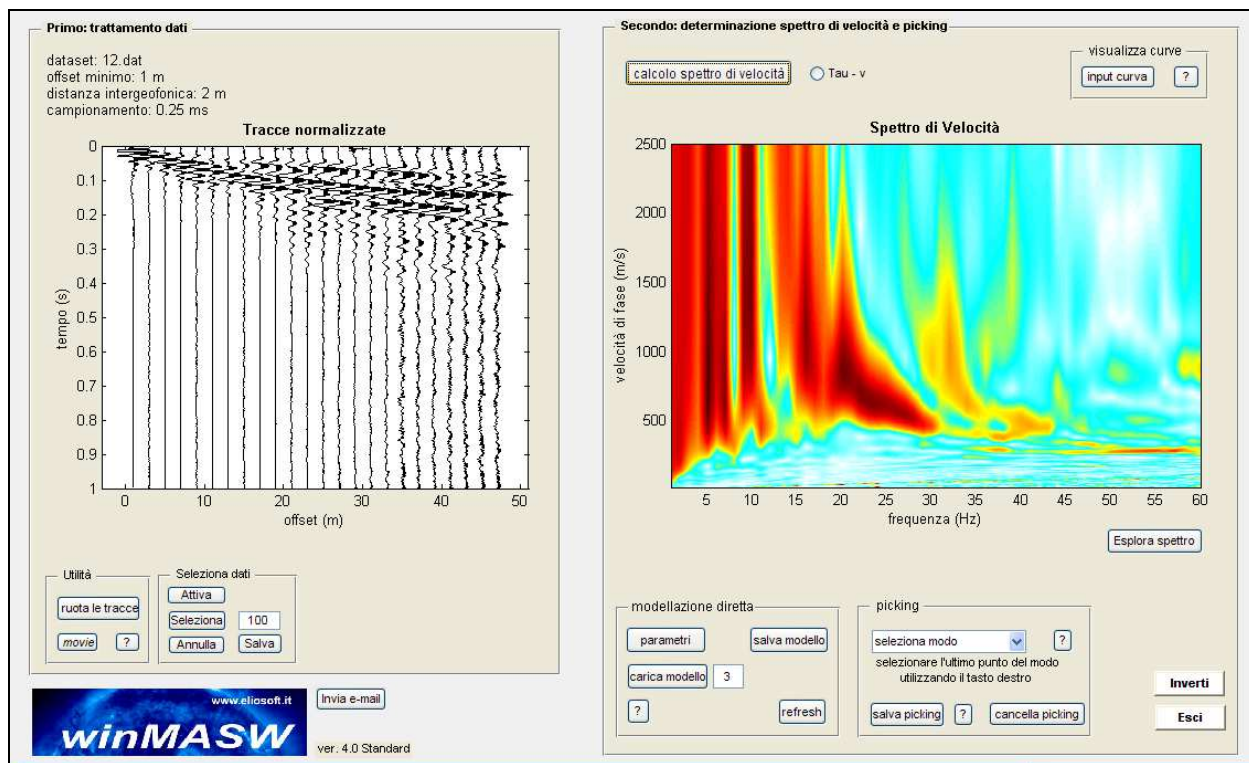 Primo: trattamento dati
dataset: 12.dat
offset minimo: 1 m
distanza intergeofonica: 2 m
campionamento: 0.25 ms
Tracce normalizzate
0
0.1
0.2
0.3
0.4
0.5
0.6
0.7
0.8
0.9
1
tempo (s)
0 10 20 30 40 50
offset (m)
Utilità
ruota le tracce
movie ?
Seleziona dati
Attiva
Seleziona 100
Annulla Salva
www.eliosoft.it
winMASW
Invia e-mail
ver. 4.0 Standard
Secondo: determinazione spettro di velocità e picking
calcolo spettro di velocità Tau - v
visualizza curve
input curva ?
Spettro di Velocità
2500
2000
1500
1000
500
velocità di fase (m/s)
5 10 15 20 25 30 35 40 45 50 55 60
frequenza (Hz)
Esplora spettro
modellazione diretta
parametri salva modello
carica modello 3
? refresh
picking
seleziona modo ?
selezionare l'ultimo punto del modo
utilizzando il tasto destro
salva picking ? cancella picking
Inverti
Esci